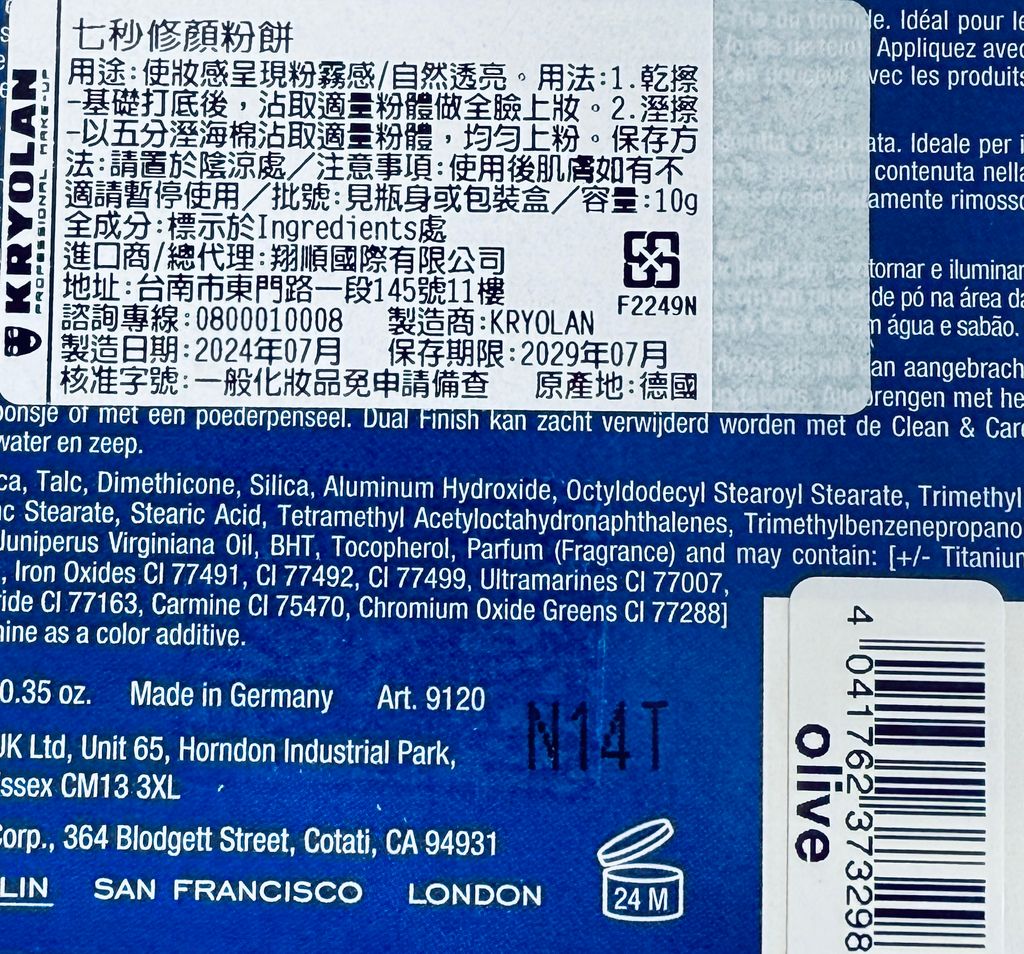 七秒修顏粉餅
用途:使妝感呈現粉霧感/自然透亮。用法:1.乾擦
-基礎打底後，沾取適量粉體做全臉上妝。2.溼擦
-以五分溼海棉沾取適量粉體，均勻上粉。保存方
法:請置於陰涼處／注意事項:使用後肌膚如有不
適請暫停使用／批號:見瓶身或包裝盒／容量:10g
全成分:標示於Ingredients處
進口商/總代理:翔順國際有限公司
地址:台南市東門路一段145號11樓
諮詢專線:0800010008 製造商:KRYOLAN
製造日期:2024年07月 保存期限:2029年07月
核准字號:一般化妝品免申請備查 原產地:德國
F2249N
KRYOLAN
PROFESSIONAL MAKE-UP
le. Idéal pour le
Appliquez avec
vec les produits
ata. Ideale per i
contenuta nella
amente rimosso
tornar e iluminar
de pó na área da
m água e sabão.
an aangebrach
brengen met he
ponsje of met een poederpenseel. Dual Finish kan zacht verwijderd worden met de Clean & Care
water en zeep.
ca, Talc, Dimethicone, Silica, Aluminum Hydroxide, Octyldodecyl Stearoyl Stearate, Trimethyl
nc Stearate, Stearic Acid, Tetramethyl Acetyloctahydronaphthalenes, Trimethylbenzenepropano
Juniperus Virginiana Oil, BHT, Tocopherol, Parfum (Fragrance) and may contain: [+/- Titanium
, Iron Oxides CI 77491, CI 77492, CI 77499, Ultramarines CI 77007,
ride CI 77163, Carmine CI 75470, Chromium Oxide Greens CI 77288]
mine as a color additive.
0.35 oz. Made in Germany Art. 9120
N14T
UK Ltd, Unit 65, Horndon Industrial Park,
Essex CM13 3XL
Corp., 364 Blodgett Street, Cotati, CA 94931
LIN SAN FRANCISCO LONDON
24 M
olive
4 041762 373298